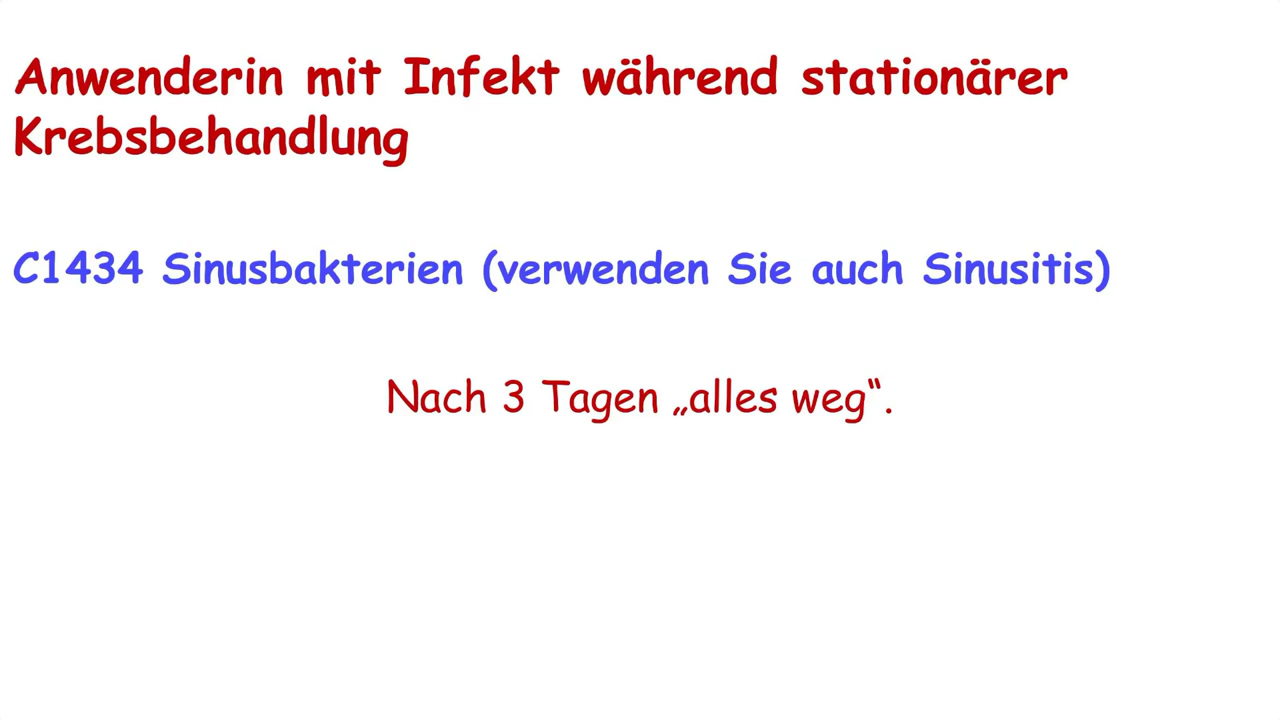 Anwenderin mit Infekt während stationärer
Krebsbehandlung
C1434 Sinusbakterien (verwenden Sie auch Sinusitis)
Nach 3 Tagen „alles weg“.